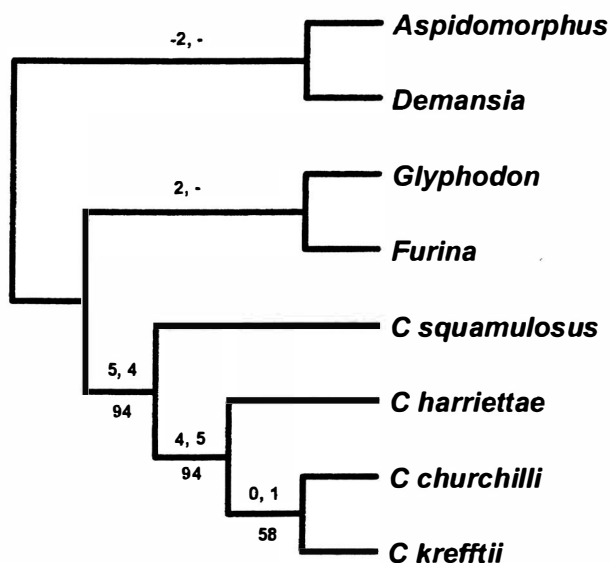 -2, -
Aspidomorphus
Demansia
2, -
Glyphodon
Furina
C squamulosus
5, 4
94
C harriettae
4, 5
94
C churchilli
0, 1
58
C krefftii